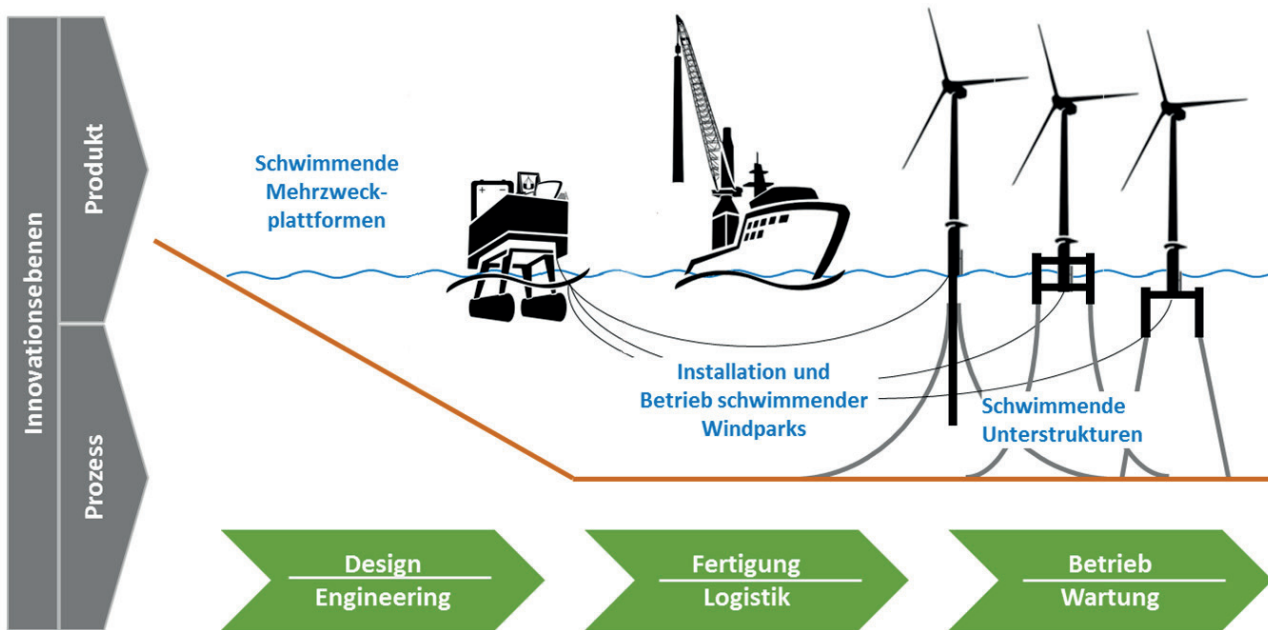 Innovationsebenen
Produkt
Prozess
Schwimmende
Mehrzweck-
plattformen
Installation und
Betrieb schwimmender
Windparks
Schwimmende
Unterstrukturen
Design
Engineering
Fertigung
Logistik
Betrieb
Wartung